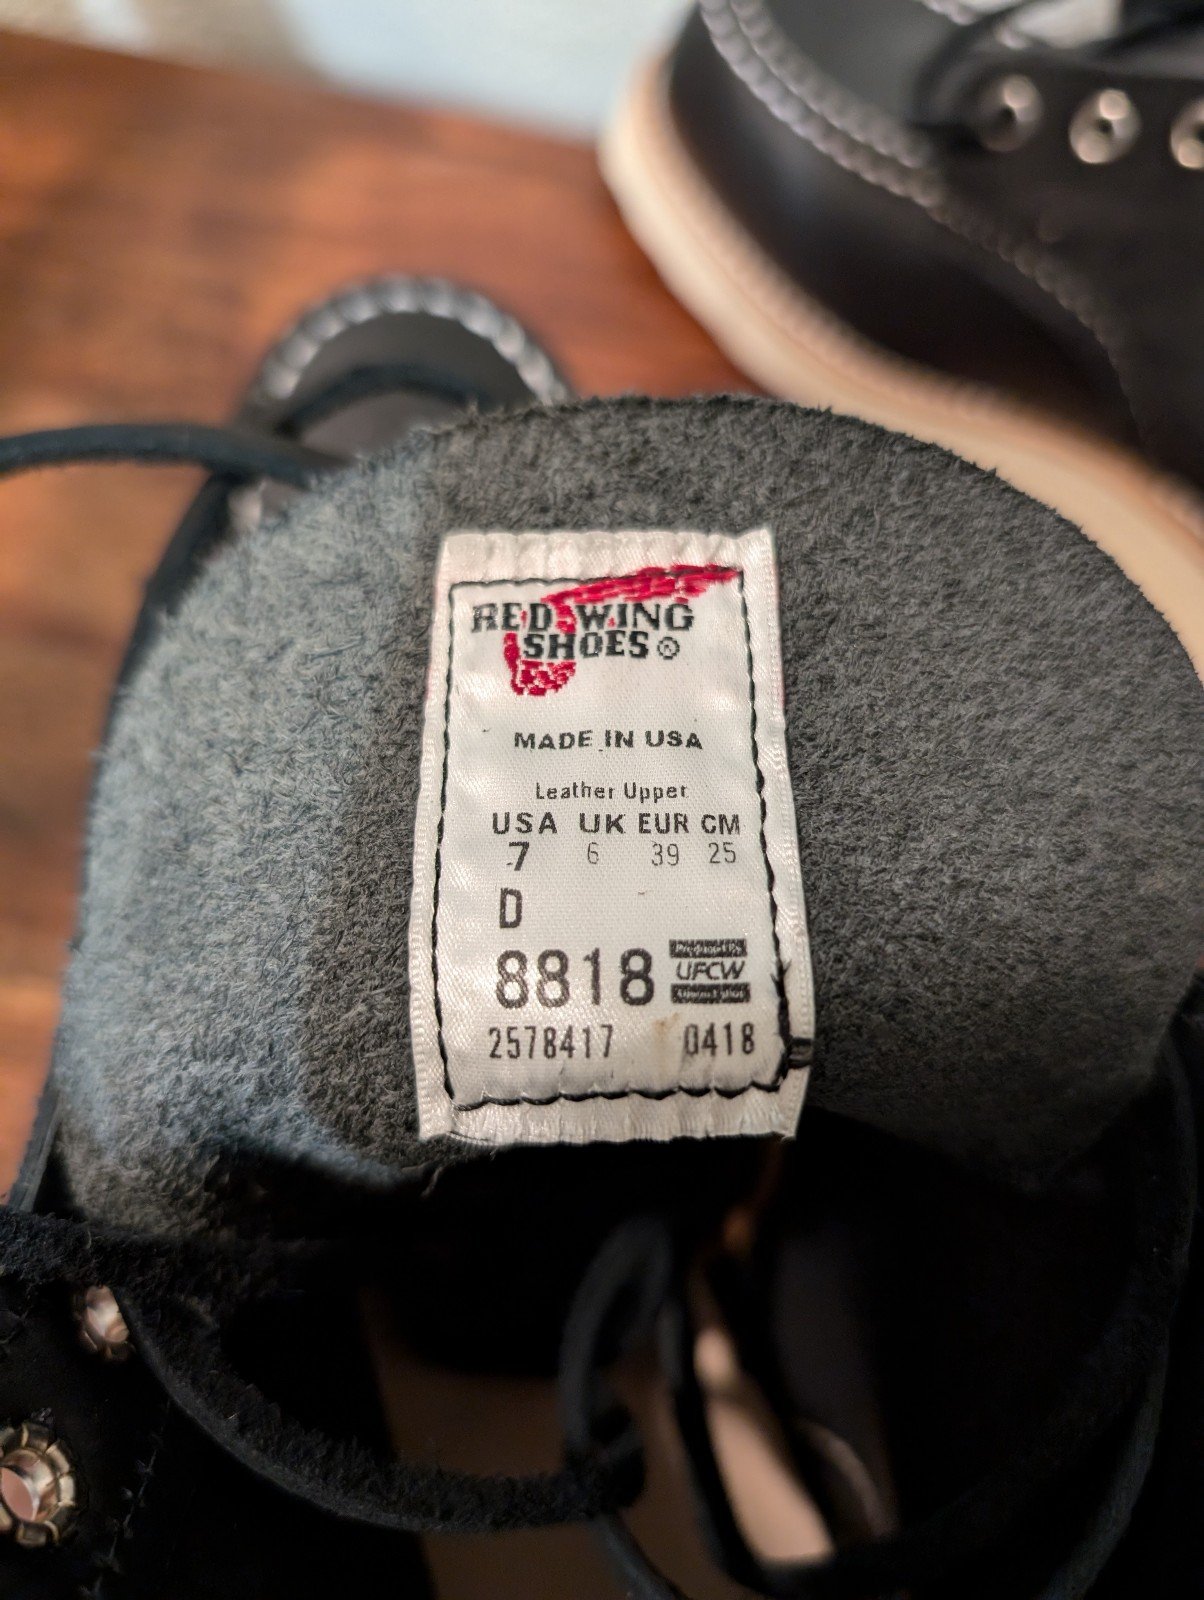 RED WING
SHOES®
MADE IN USA
Leather Upper
USA UK EUR CM
7 6 39 25
D
8818
UFCW
2578417 0418